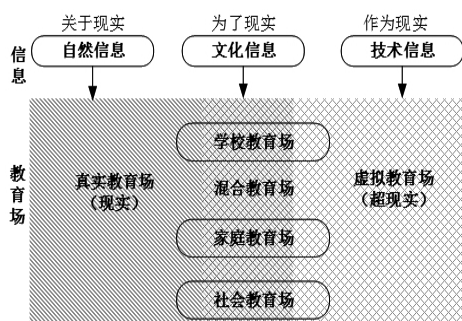 关于现实 为了现实 作为现实
信息 自然信息 文化信息 技术信息
教育场
学校教育场
真实教育场 混合教育场 虚拟教育场
（现实） （超现实）
家庭教育场
社会教育场